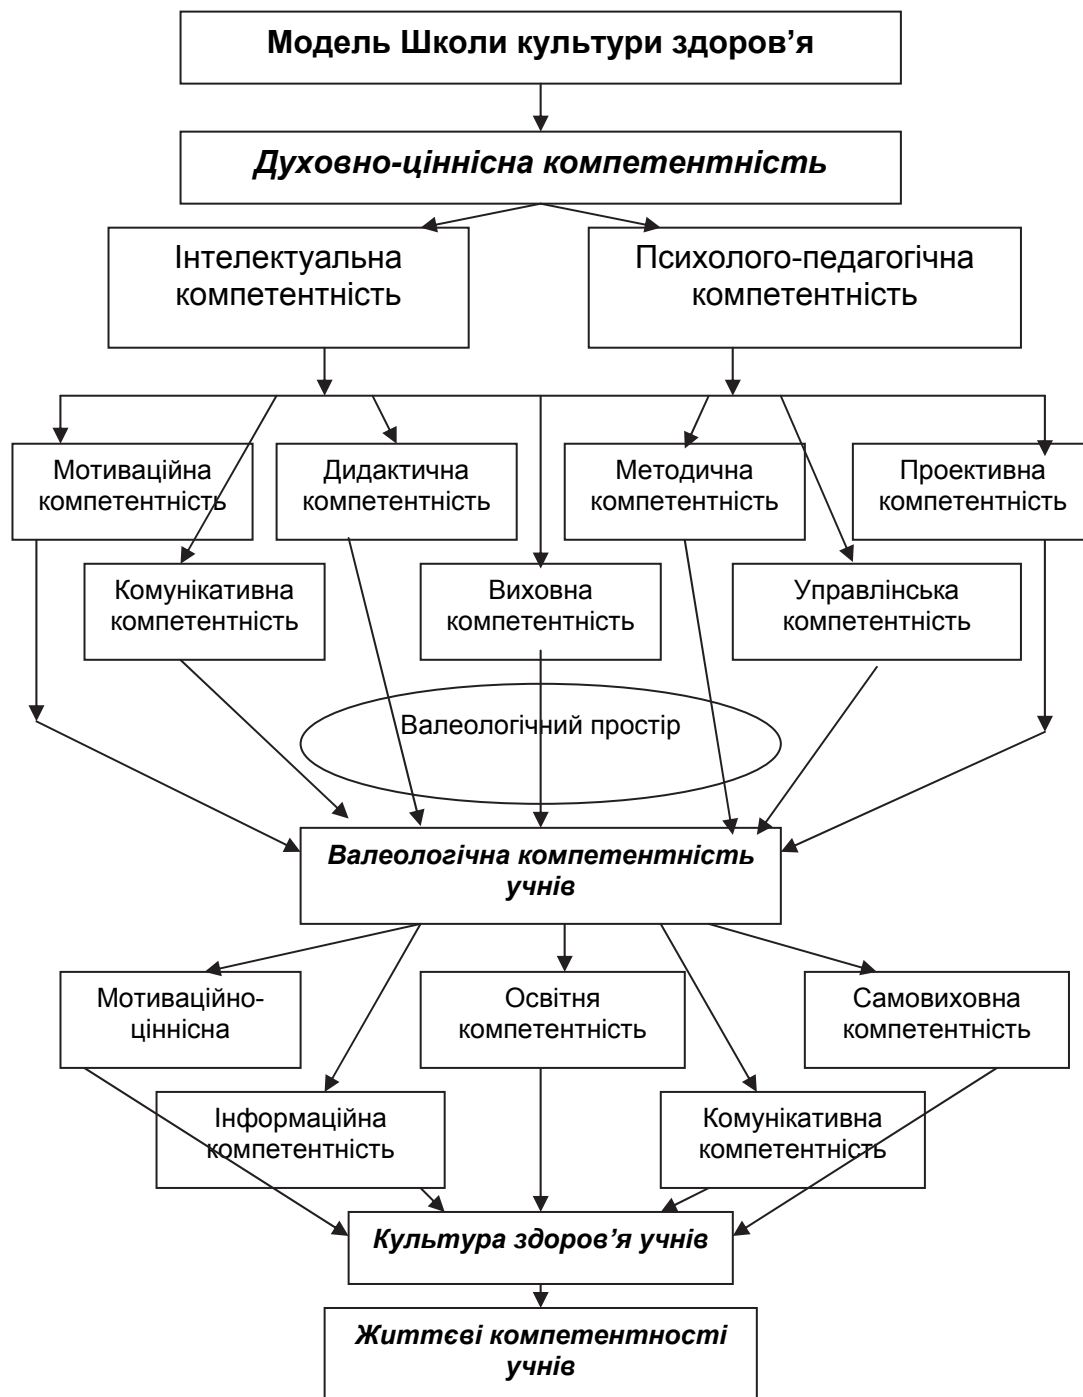 Модель Школи культури здоров’я
Духовно-ціннісна компетентність
Інтелектуальна
компетентність
Психолого-педагогічна
компетентність
Мотиваційна
компетентність
Дидактична
компетентність
Методична
компетентність
Проективна
компетентність
Комунікативна
компетентність
Виховна
компетентність
Управлінська
компетентність
Валеологічний простір
Валеологічна компетентність
учнів
Мотиваційно-
ціннісна
Освітня
компетентність
Самовиховна
компетентність
Інформаційна
компетентність
Комунікативна
компетентність
Культура здоров’я учнів
Життєві компетентності
учнів